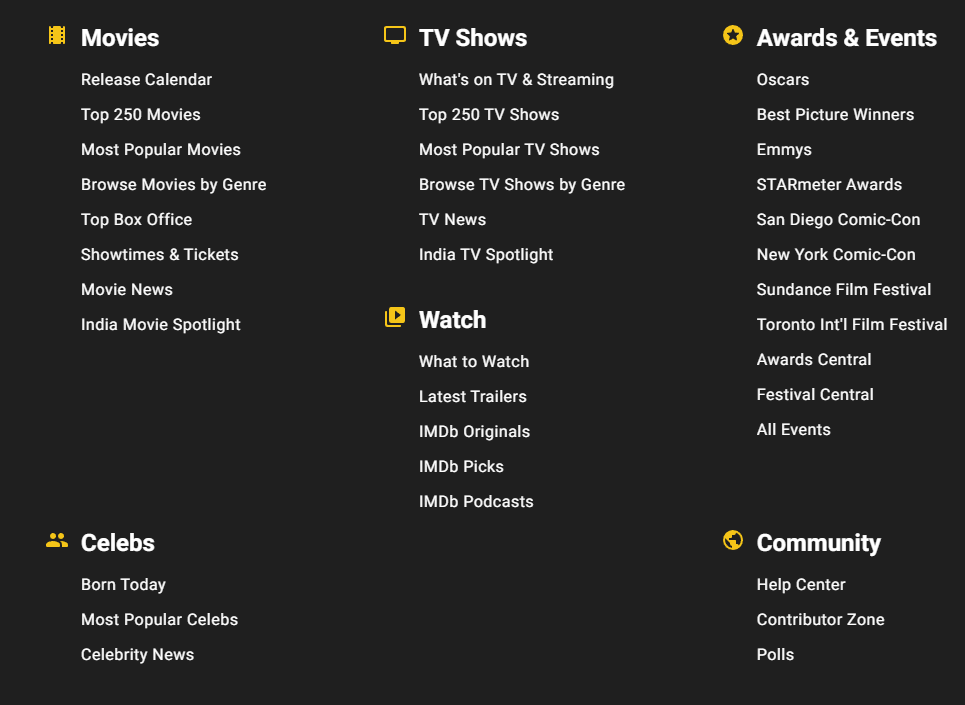 Movies
Release Calendar
Top 250 Movies
Most Popular Movies
Browse Movies by Genre
Top Box Office
Showtimes & Tickets
Movie News
India Movie Spotlight
TV Shows
What's on TV & Streaming
Top 250 TV Shows
Most Popular TV Shows
Browse TV Shows by Genre
TV News
India TV Spotlight
Watch
What to Watch
Latest Trailers
IMDb Originals
IMDb Picks
IMDb Podcasts
Awards & Events
Oscars
Best Picture Winners
Emmys
STARmeter Awards
San Diego Comic-Con
New York Comic-Con
Sundance Film Festival
Toronto Int'l Film Festival
Awards Central
Festival Central
All Events
Celebs
Born Today
Most Popular Celebs
Celebrity News
Community
Help Center
Contributor Zone
Polls